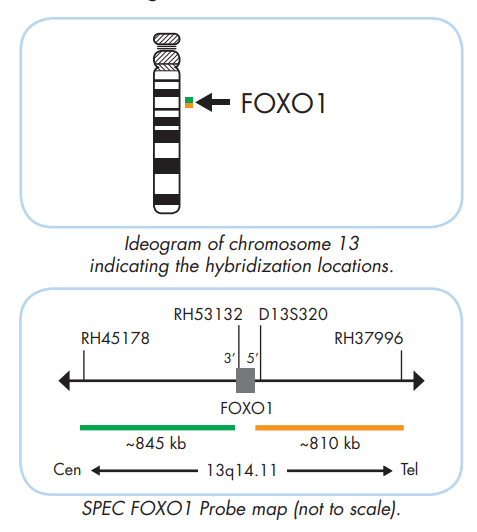 FOXO1
Ideogram of chromosome 13
indicating the hybridization locations.
RH53132 D13S320
RH45178 RH37996
3' 5'
FOXO1
~845 kb ~810 kb
Cen 13q14.11 Tel
SPEC FOXO1 Probe map (not to scale).